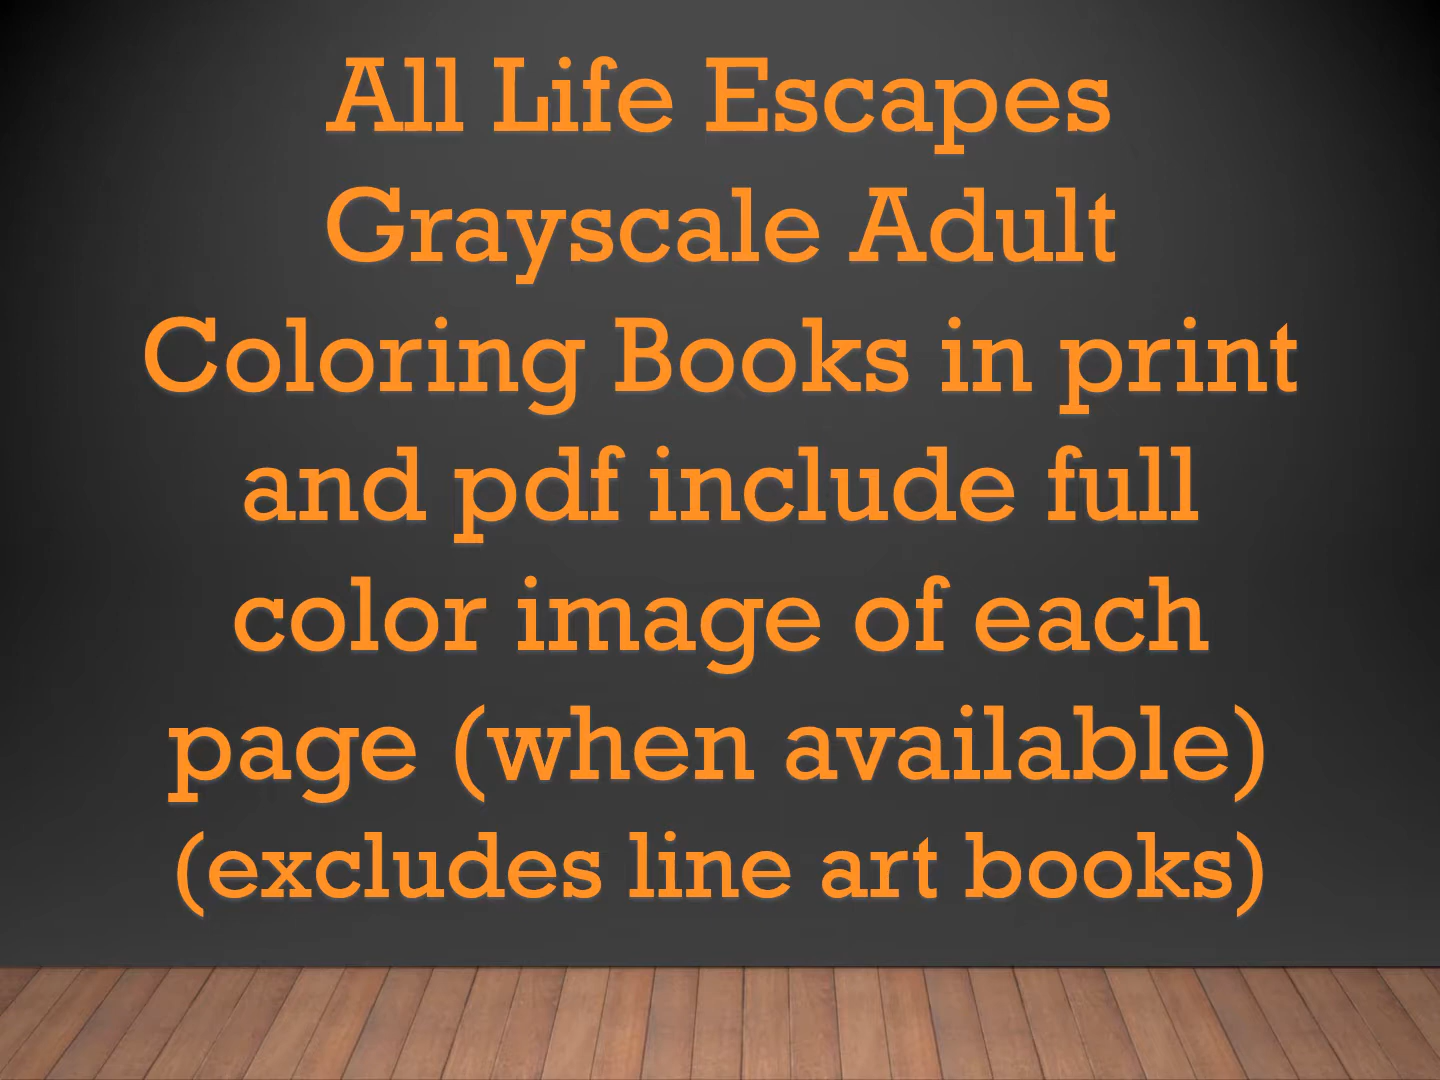 All Life Escapes
Grayscale Adult
Coloring Books in print
and pdf include full
color image of each
page (when available)
(excludes line art books)